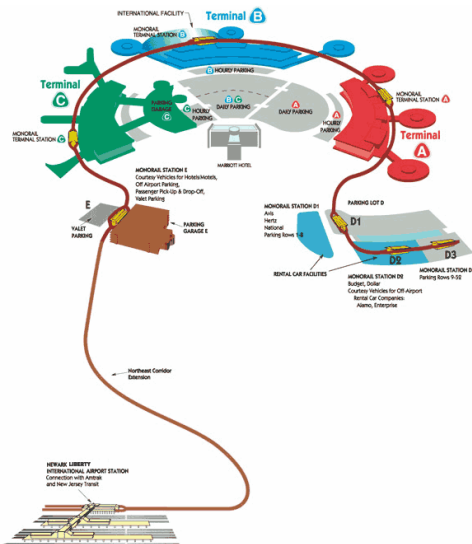 INTERNATIONAL FACILITY
Terminal B
MONORAIL
TERMINAL STATION B
B HOURLY PARKING
Terminal
C
PARKING
GARAGE
C
HOURLY
PARKING
C
B C
DAILY PARKING
A
DAILY PARKING
A
HOURLY
PARKING
MONORAIL
TERMINAL STATION A
Terminal
A
MARRIOTT HOTEL
MONORAIL
TERMINAL STATION C
MONORAIL STATION E
Courtesy Vehicles for Hotels/Motels,
Off Airport Parking,
Passenger Pick-Up & Drop-Off,
Valet Parking
E
VALET
PARKING
PARKING
GARAGE E
MONORAIL STATION D1
Avis
Hertz
National
Parking Rows 1-8
PARKING LOT D
D1
D2
D3
RENTAL CAR FACILITIES
MONORAIL STATION D2
Budget, Dollar
Courtesy Vehicles for Off-Airport
Rental Car Companies:
Alamo, Enterprise
MONORAIL STATION D
Parking Rows 9-52
Northeast Corridor
Extension
NEWARK LIBERTY
INTERNATIONAL AIRPORT STATION
Connection with Amtrak
and New Jersey Transit